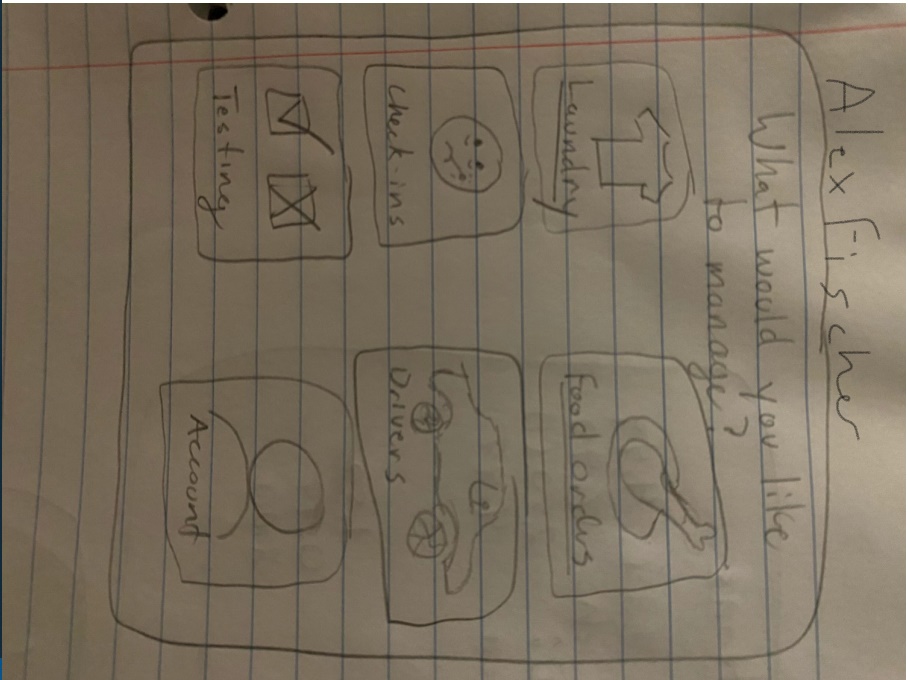 Alex Fischer
What would you like
to manage?
Laundry
Food orders
Check-ins
Drivers
Testing
Account